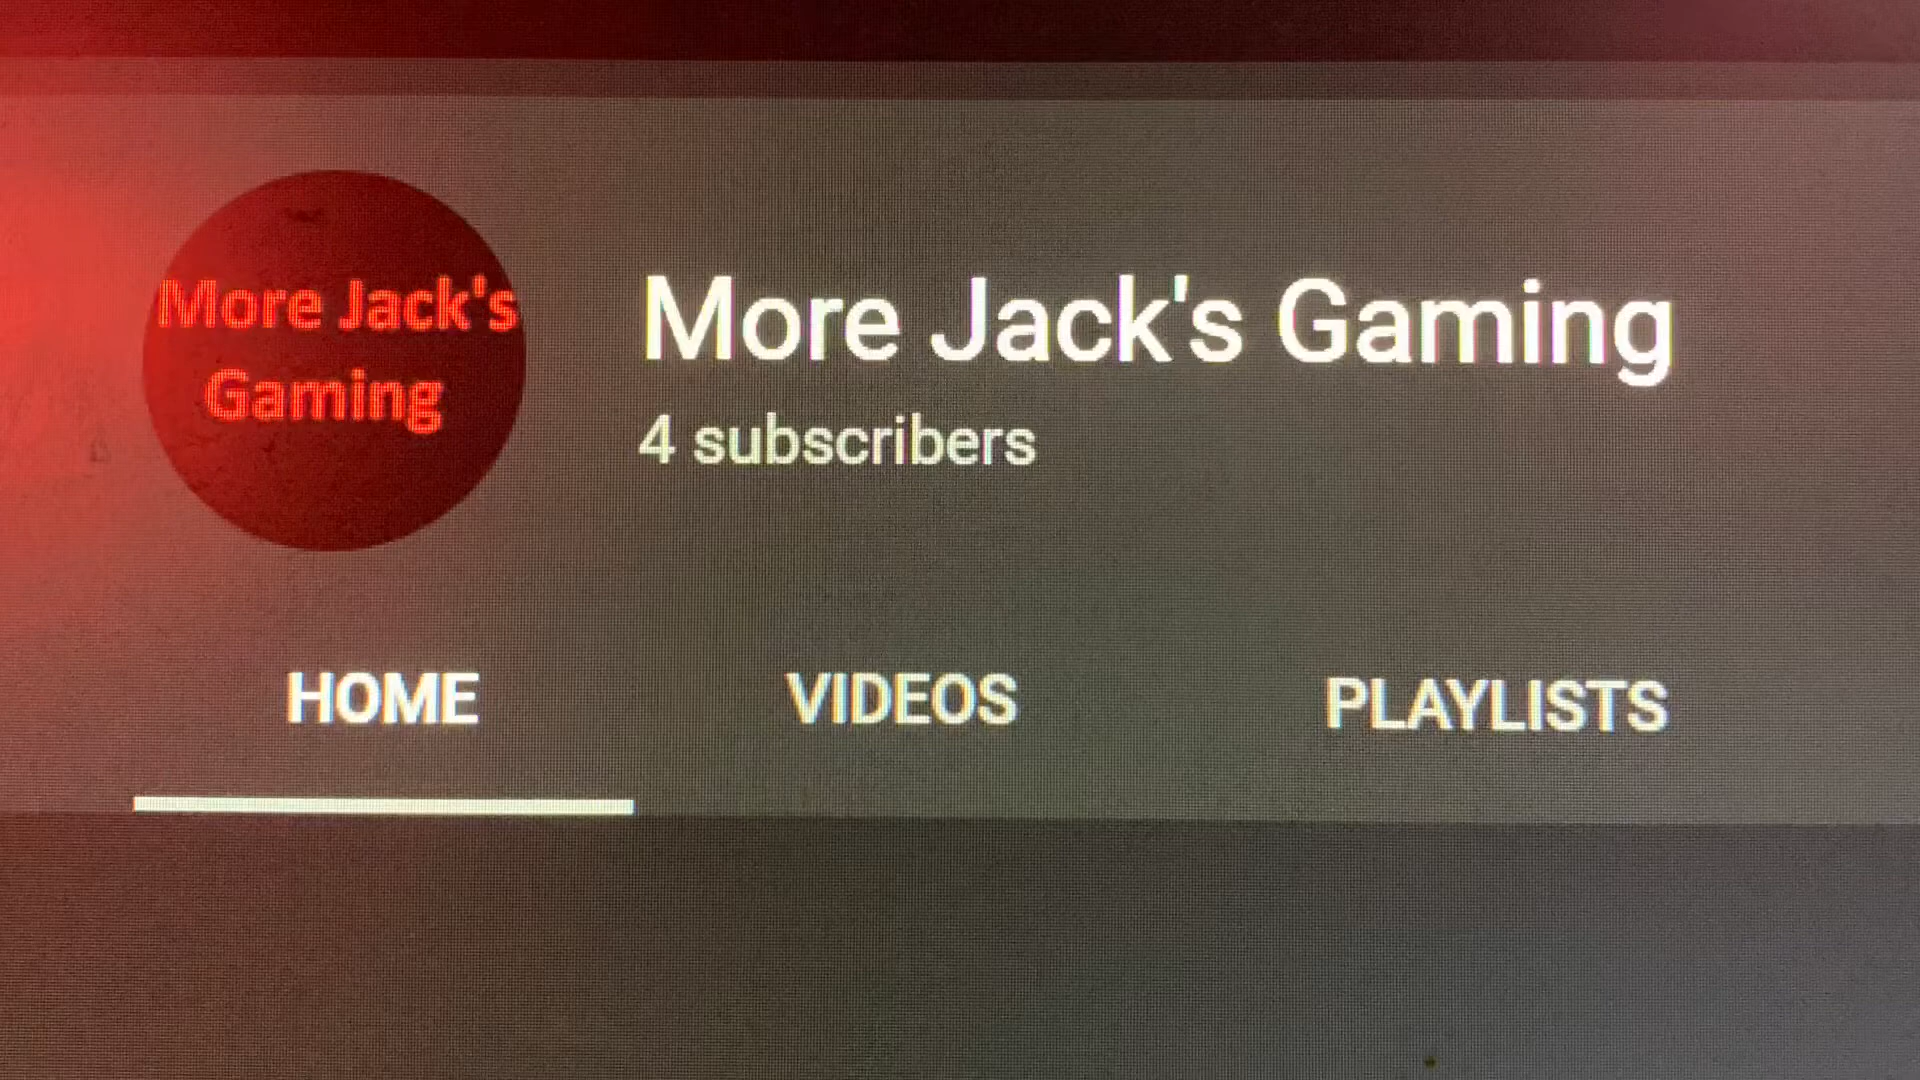 More Jack's
Gaming
More Jack's Gaming
4 subscribers
HOME
VIDEOS
PLAYLISTS